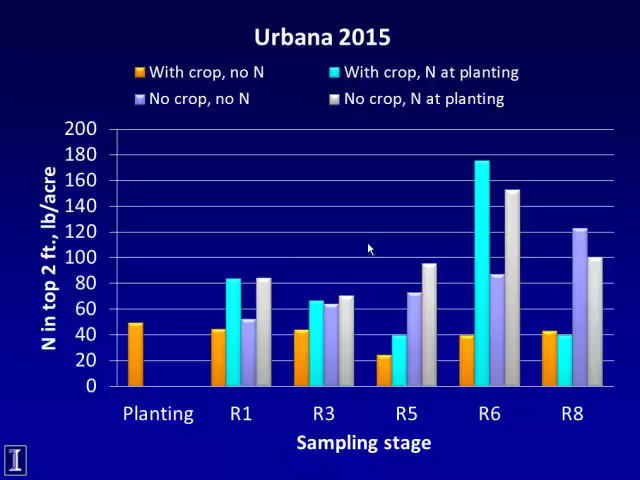 Urbana 2015
With crop, no N
With crop, N at planting
No crop, no N
No crop, N at planting
N in top 2 ft., lb/acre
200
180
160
140
120
100
80
60
40
20
0
Planting R1 R3 R5 R6 R8
Sampling stage
I